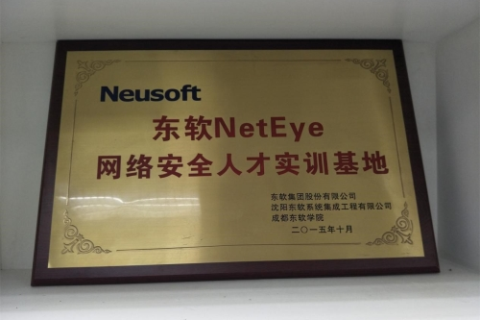 Neusoft
东软NetEye
网络安全人才实训基地
东软集团股份有限公司
沈阳东软系统集成工程有限公司
成都东软学院
二〇一五年十月